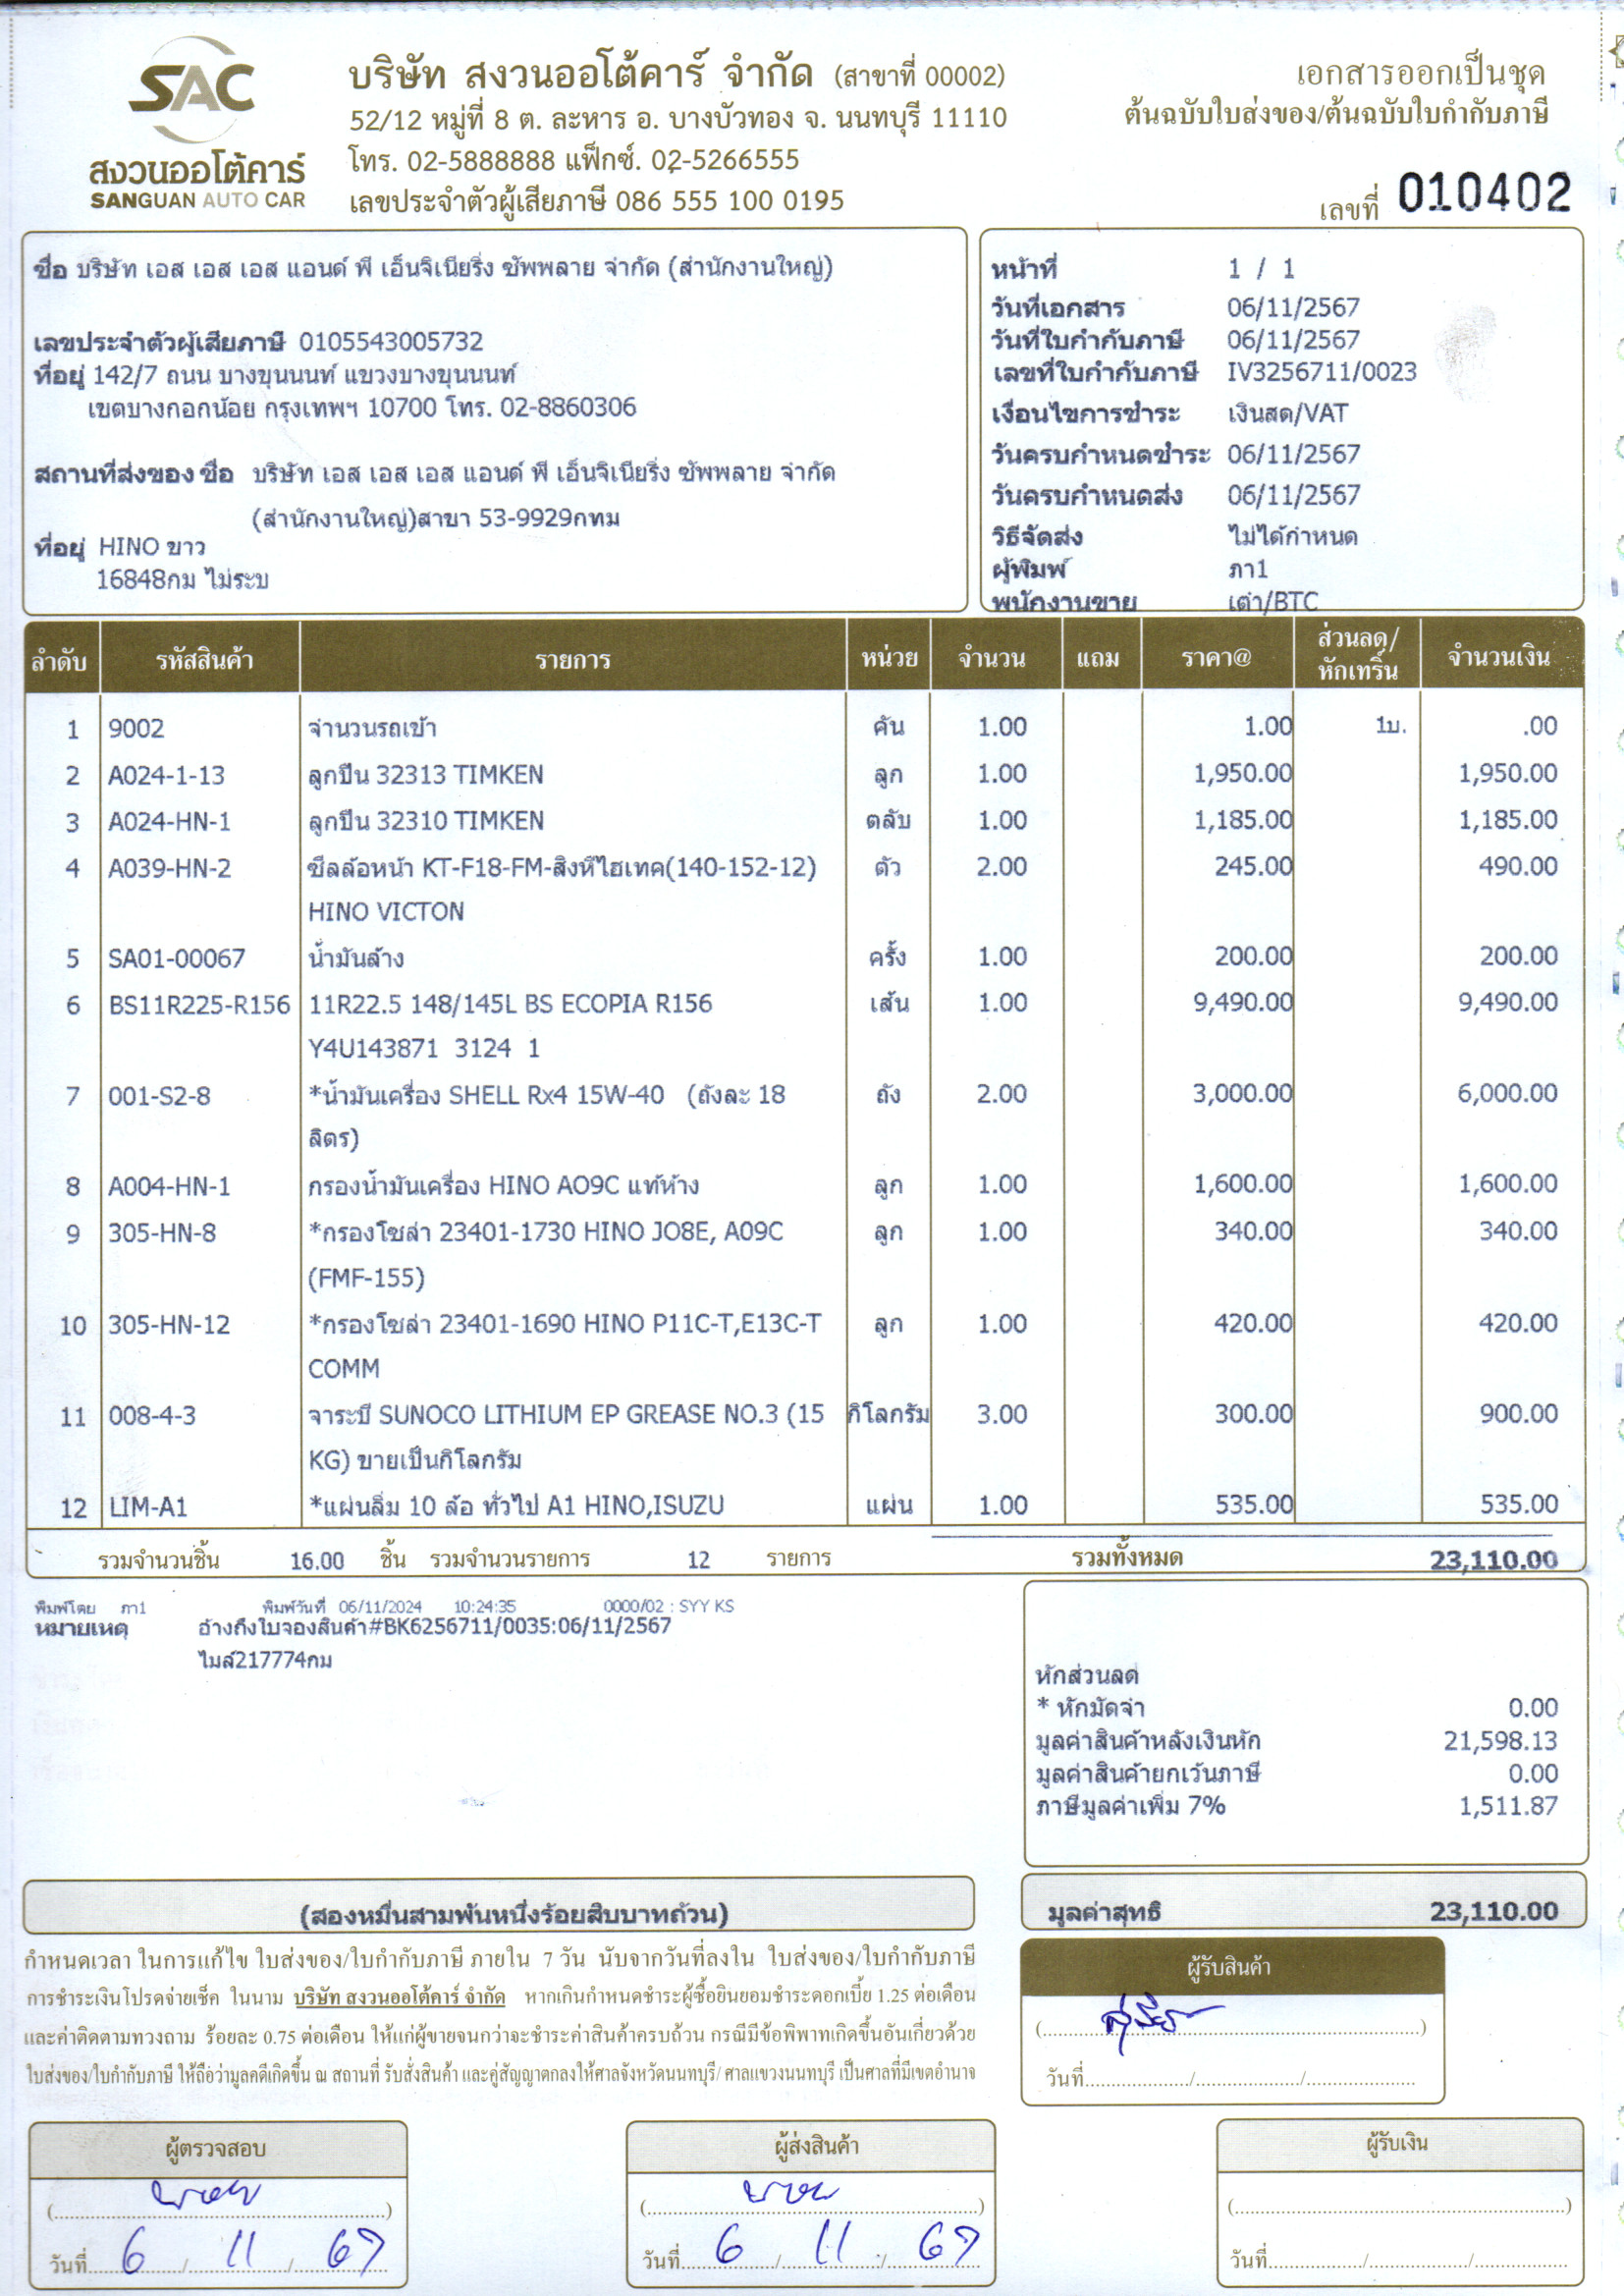 SAC
สงวนออโต้คาร์
SANGUAN AUTO CAR
บริษัท สงวนออโต้คาร์ จำกัด (สาขาที่ 00002)
52/12 หมู่ที่ 8 ต. ละหาร อ. บางบัวทอง จ. นนทบุรี 11110
โทร. 02-5888888 แฟ็กซ์. 02-5266555
เลขประจำตัวผู้เสียภาษี 086 555 100 0195
เอกสารออกเป็นชุด
ต้นฉบับใบส่งของ/ต้นฉบับใบกำกับภาษี
เลขที่ 010402
ชื่อ บริษัท เอส เอส เอส แอนด์ พี เอ็นจิเนียริ่ง ซัพพลาย จำกัด (สำนักงานใหญ่)
เลขประจำตัวผู้เสียภาษี 0105543005732
ที่อยู่ 142/7 ถนน บางขุนนนท์ แขวงบางขุนนนท์
เขตบางกอกน้อย กรุงเทพฯ 10700 โทร. 02-8860306
สถานที่ส่งของ ชื่อ บริษัท เอส เอส เอส แอนด์ พี เอ็นจิเนียริ่ง ซัพพลาย จำกัด
(สำนักงานใหญ่)สาขา 53-9929กทม
ที่อยู่ HINO ขาว
16848กม ไม่ระบ
หน้าที่ 1 / 1
วันที่เอกสาร 06/11/2567
วันที่ใบกำกับภาษี 06/11/2567
เลขที่ใบกำกับภาษี IV3256711/0023
เงื่อนไขการชำระ เงินสด/VAT
วันครบกำหนดชำระ 06/11/2567
วันครบกำหนดส่ง 06/11/2567
วิธีจัดส่ง ไม่ได้กำหนด
ผู้พิมพ์ ภา1
พนักงานขาย เต่า/BTC
ลำดับ รหัสสินค้า รายการ หน่วย จำนวน แถม ราคา@ ส่วนลด/หักเทริ์น จำนวนเงิน
1 9002 จำนวนรถเข้า คัน 1.00 1.00 1บ. .00
2 A024-1-13 ลูกปืน 32313 TIMKEN ลูก 1.00 1,950.00 1,950.00
3 A024-HN-1 ลูกปืน 32310 TIMKEN ตลับ 1.00 1,185.00 1,185.00
4 A039-HN-2 ซีลล้อหน้า KT-F18-FM-สิงห์ไฮเทค(140-152-12) ตัว 2.00 245.00 490.00
HINO VICTON
5 SA01-00067 น้ำมันล้าง ครั้ง 1.00 200.00 200.00
6 BS11R225-R156 11R22.5 148/145L BS ECOPIA R156 เส้น 1.00 9,490.00 9,490.00
Y4U143871 3124 1
7 001-S2-8 *น้ำมันเครื่อง SHELL Rx4 15W-40 (ถังละ 18 ถัง 2.00 3,000.00 6,000.00
ลิตร)
8 A004-HN-1 กรองน้ำมันเครื่อง HINO AO9C แท้ห้าง ลูก 1.00 1,600.00 1,600.00
9 305-HN-8 *กรองโซล่า 23401-1730 HINO JO8E, A09C ลูก 1.00 340.00 340.00
(FMF-155)
10 305-HN-12 *กรองโซล่า 23401-1690 HINO P11C-T,E13C-T ลูก 1.00 420.00 420.00
COMM
11 008-4-3 จาระบี SUNOCO LITHIUM EP GREASE NO.3 (15 กิโลกรัม 3.00 300.00 900.00
KG) ขายเป็นกิโลกรัม
12 LIM-A1 *แผ่นลิ่ม 10 ล้อ ทั่วไป A1 HINO,ISUZU แผ่น 1.00 535.00 535.00
รวมจำนวนชิ้น 16.00 ชิ้น รวมจำนวนรายการ 12 รายการ รวมทั้งหมด 23,110.00
พิมพ์โดย ภา1 พิมพ์วันที่ 06/11/2024 10:24:35 0000/02 : SYY KS
หมายเหตุ อ้างถึงใบจองสินค้า#BK6256711/0035:06/11/2567
ไมล์217774กม
หักส่วนลด
* หักมัดจำ 0.00
มูลค่าสินค้าหลังเงินหัก 21,598.13
มูลค่าสินค้ายกเว้นภาษี 0.00
ภาษีมูลค่าเพิ่ม 7% 1,511.87
(สองหมื่นสามพันหนึ่งร้อยสิบบาทถ้วน)
มูลค่าสุทธิ 23,110.00
กำหนดเวลา ในการแก้ไข ใบส่งของ/ใบกำกับภาษี ภายใน 7 วัน นับจากวันที่ลงใน ใบส่งของ/ใบกำกับภาษี
การชำระเงินโปรดจ่ายเช็ค ในนาม บริษัท สงวนออโต้คาร์ จำกัด หากเกินกำหนดชำระผู้ซื้อยินยอมชำระดอกเบี้ย 1.25 ต่อเดือน
และค่าติดตามทวงถาม ร้อยละ 0.75 ต่อเดือน ให้แก่ผู้ขายจนกว่าจะชำระค่าสินค้าครบถ้วน กรณีมีข้อพิพาทเกิดขึ้นอันเกี่ยวด้วย
ใบส่งของ/ใบกำกับภาษี ให้ถือว่ามูลคดีเกิดขึ้น ณ สถานที่ รับสั่งสินค้า และคู่สัญญาตกลงให้ศาลจังหวัดนนทบุรี/ ศาลแขวงนนทบุรี เป็นศาลที่มีเขตอำนาจ
ผู้รับสินค้า
วันที่
ผู้ตรวจสอบ
วันที่ 6 / 11 / 67
ผู้ส่งสินค้า
วันที่ 6 / 11 / 67
ผู้รับเงิน
วันที่